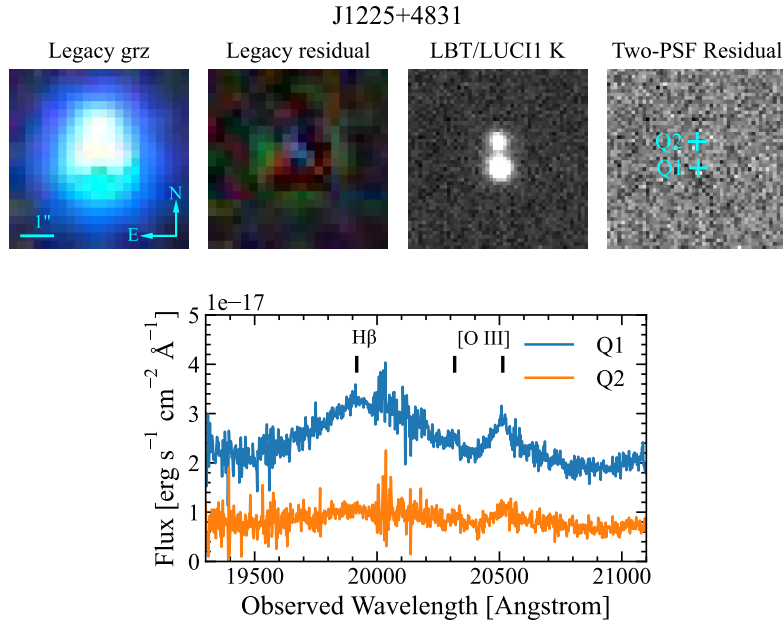 J1225+4831
Legacy grz
Legacy residual
LBT/LUCI1 K
Two-PSF Residual
1"
N
E
Q2
Q1
1e−17
Hβ
[O III]
Q1
Q2
5
4
3
2
1
0
Flux [erg s⁻¹ cm⁻² Å⁻¹]
19500
20000
20500
21000
Observed Wavelength [Angstrom]